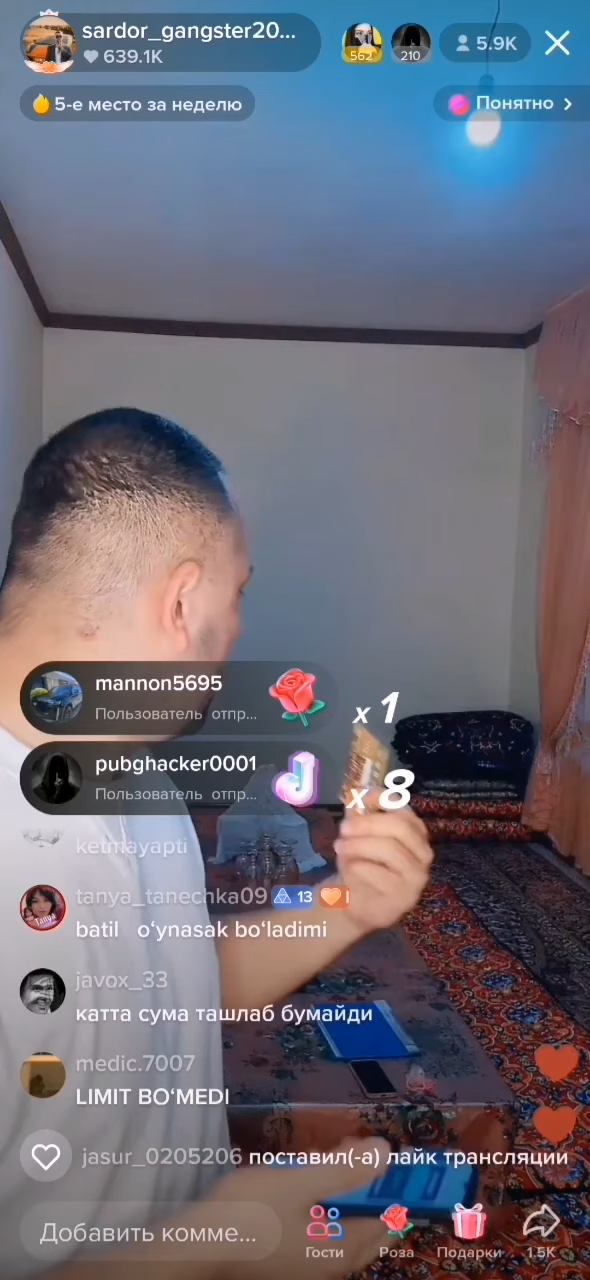 sardor_gangster20...
639.1K
562
210
5.9K
5-е место за неделю
Понятно
mannon5695
Пользователь отпр...
x 1
pubghacker0001
Пользователь отпр...
x 8
ketmayapti
tanya_tanechka09 13 I
batil o‘ynasak bo‘ladimi
javox_33
катта сума ташлаб бумайди
medic.7007
LIMIT BO‘MEDI
jasur_0205206 поставил(-а) лайк трансляции
Добавить комме...
Гости
Роза
Подарки
1.5K